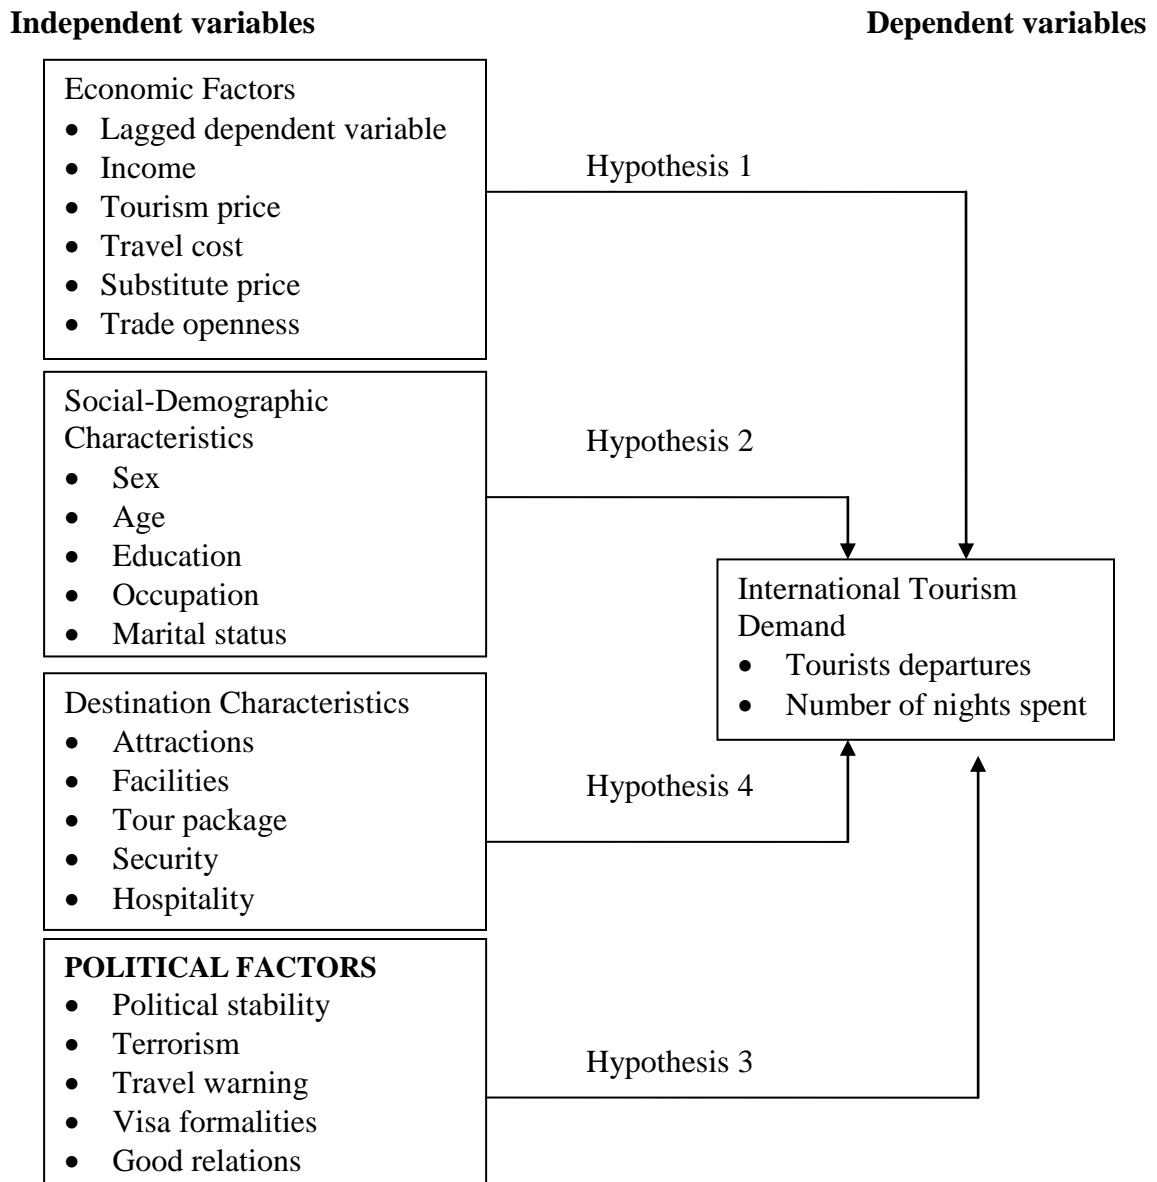 Independent variables
Dependent variables
Economic Factors
• Lagged dependent variable
• Income
• Tourism price
• Travel cost
• Substitute price
• Trade openness
Hypothesis 1
Social-Demographic
Characteristics
• Sex
• Age
• Education
• Occupation
• Marital status
Hypothesis 2
International Tourism
Demand
• Tourists departures
• Number of nights spent
Destination Characteristics
• Attractions
• Facilities
• Tour package
• Security
• Hospitality
Hypothesis 4
POLITICAL FACTORS
• Political stability
• Terrorism
• Travel warning
• Visa formalities
• Good relations
Hypothesis 3